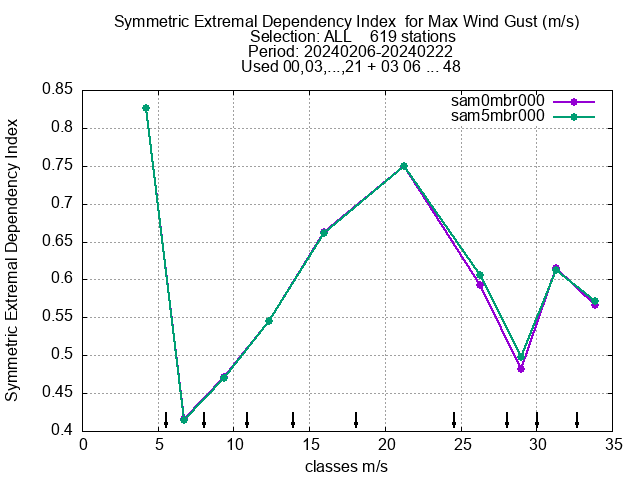 Symmetric Extremal Dependency Index  for Max Wind Gust (m/s)
Selection: ALL    619 stations
Period: 20240206-20240222
Used 00,03,...,21 + 03 06 ... 48
sam0mbr000
sam5mbr000
0.85
0.8
0.75
0.7
0.65
0.6
0.55
0.5
0.45
0.4
Symmetric Extremal Dependency Index
0 5 10 15 20 25 30 35
classes m/s